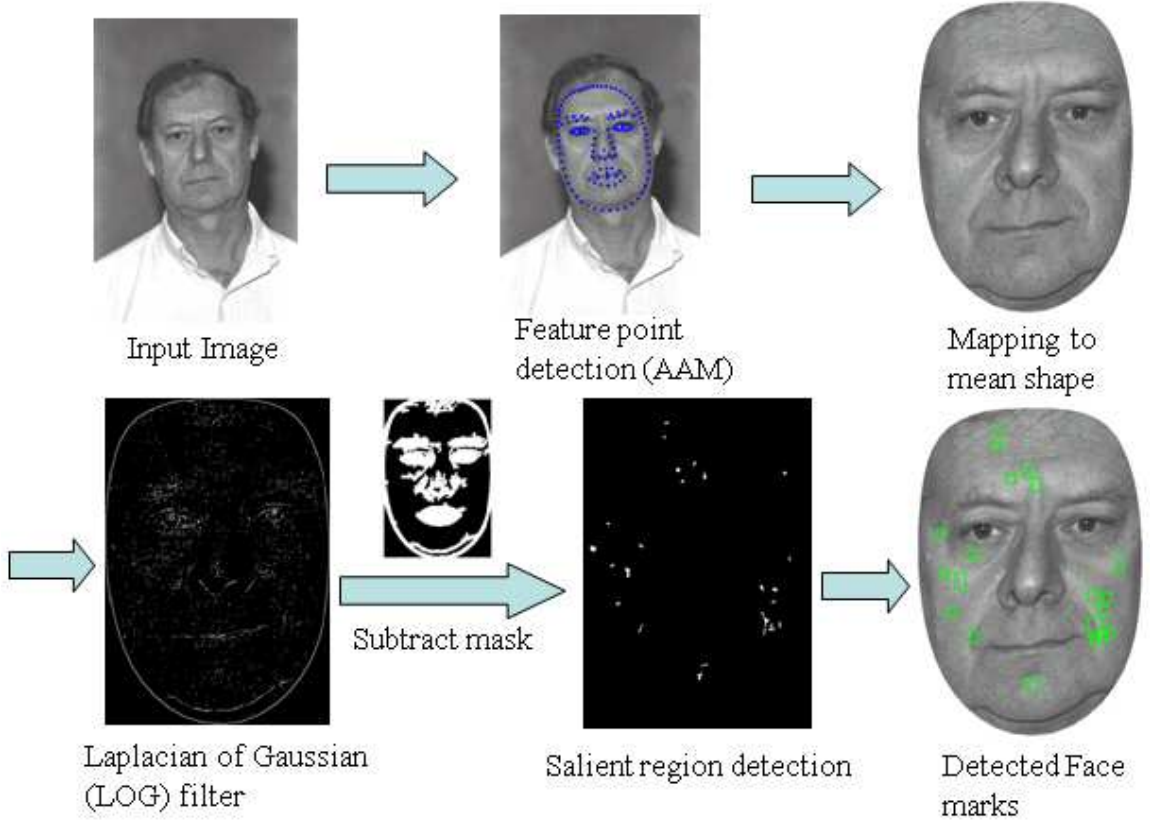 Input Image
Feature point
detection (AAM)
Mapping to
mean shape
Subtract mask
Laplacian of Gaussian
(LOG) filter
Salient region detection
Detected Face
marks